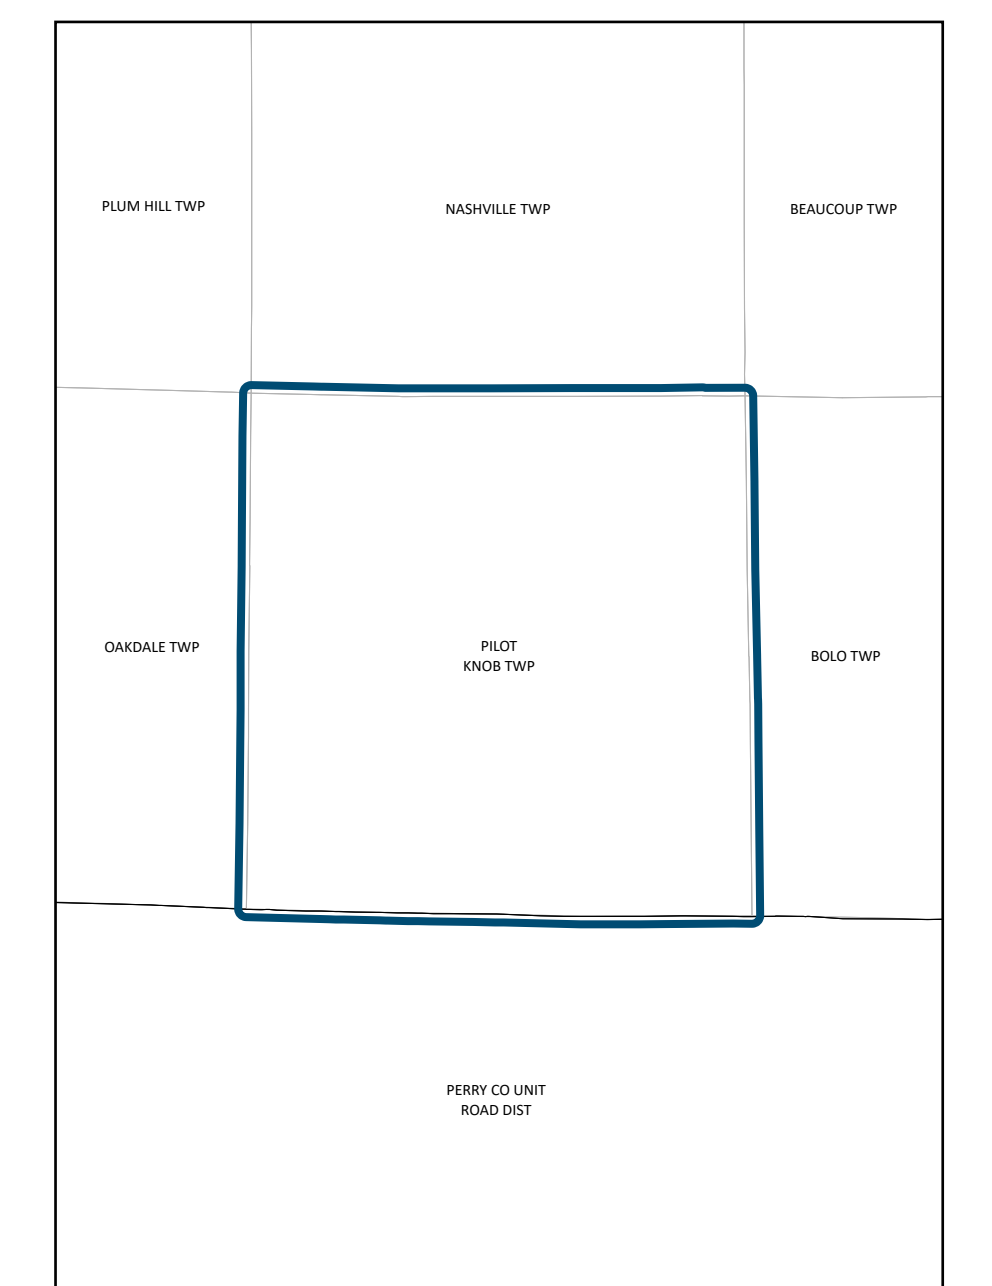 PLUM HILL TWP
NASHVILLE TWP
BEAUCOUP TWP
OAKDALE TWP
PILOT
KNOB TWP
BOLO TWP
PERRY CO UNIT
ROAD DIST